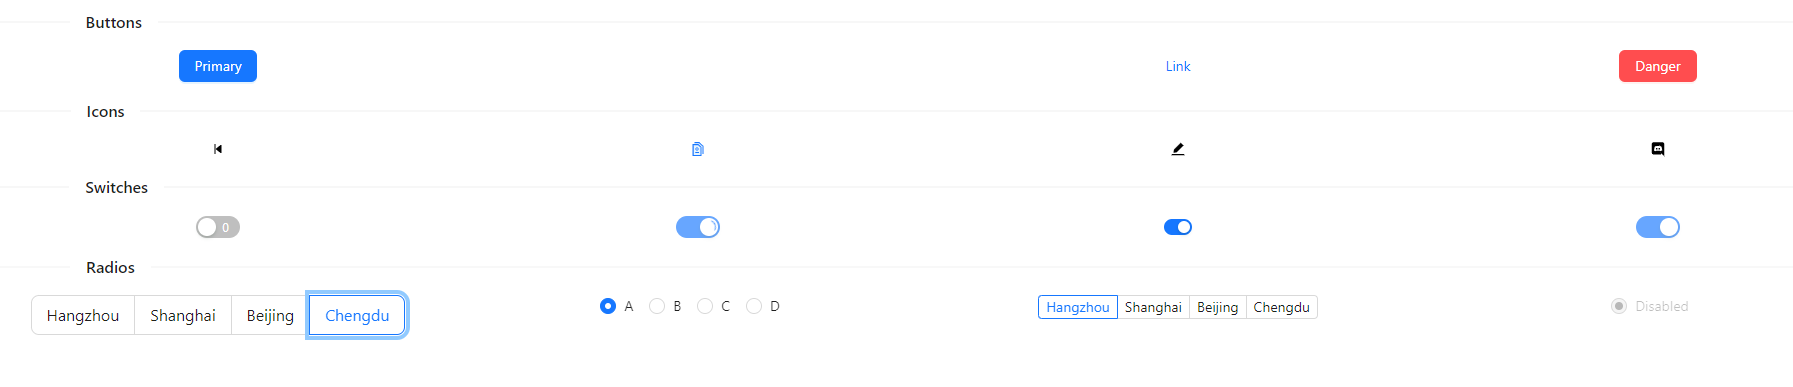 Buttons
Primary Link Danger
Icons
Switches
0
Radios
Hangzhou Shanghai Beijing Chengdu A B C D Hangzhou Shanghai Beijing Chengdu Disabled